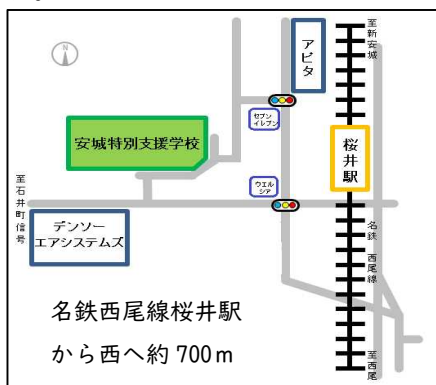 N
至新安城
アピタ
セブン
イレブン
安城特別支援学校
桜井駅
至石井町信号
ウエル
シア
デンソー
エアシステムズ
名鉄 西尾線
名鉄西尾線桜井駅
から西へ約700m
至西尾